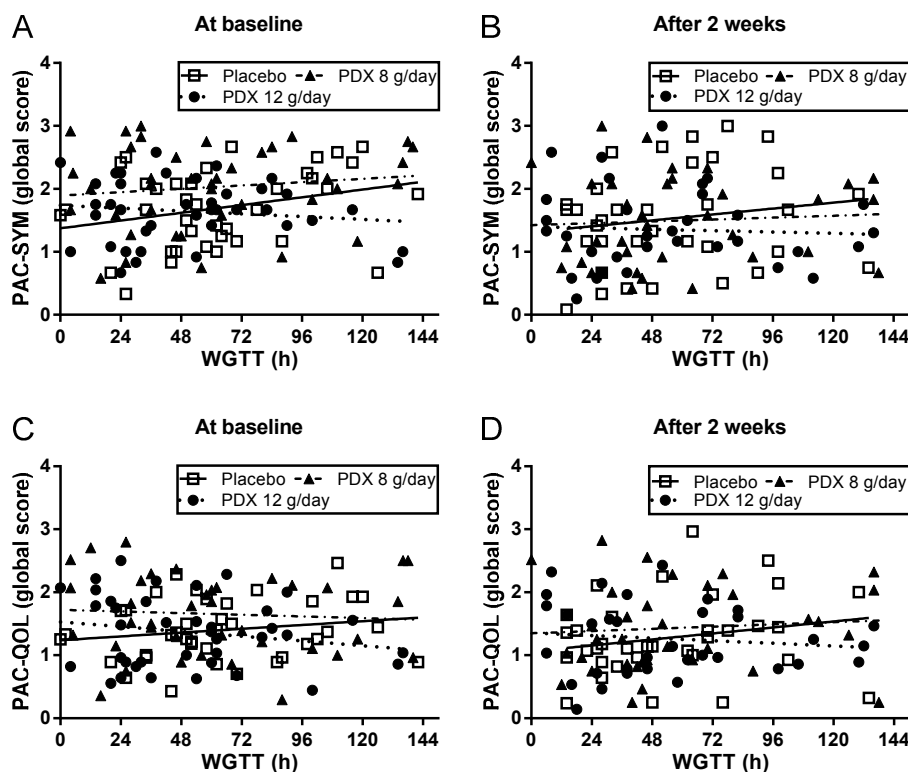 A
At baseline
PAC-SYM (global score)
4
3
2
1
0
Placebo
PDX 8 g/day
PDX 12 g/day
0 24 48 72 96 120 144
WGTT (h)
B
After 2 weeks
PAC-SYM (global score)
4
3
2
1
0
Placebo
PDX 8 g/day
PDX 12 g/day
0 24 48 72 96 120 144
WGTT (h)
C
At baseline
PAC-QOL (global score)
4
3
2
1
0
Placebo
PDX 8 g/day
PDX 12 g/day
0 24 48 72 96 120 144
WGTT (h)
D
After 2 weeks
PAC-QOL (global score)
4
3
2
1
0
Placebo
PDX 8 g/day
PDX 12 g/day
0 24 48 72 96 120 144
WGTT (h)